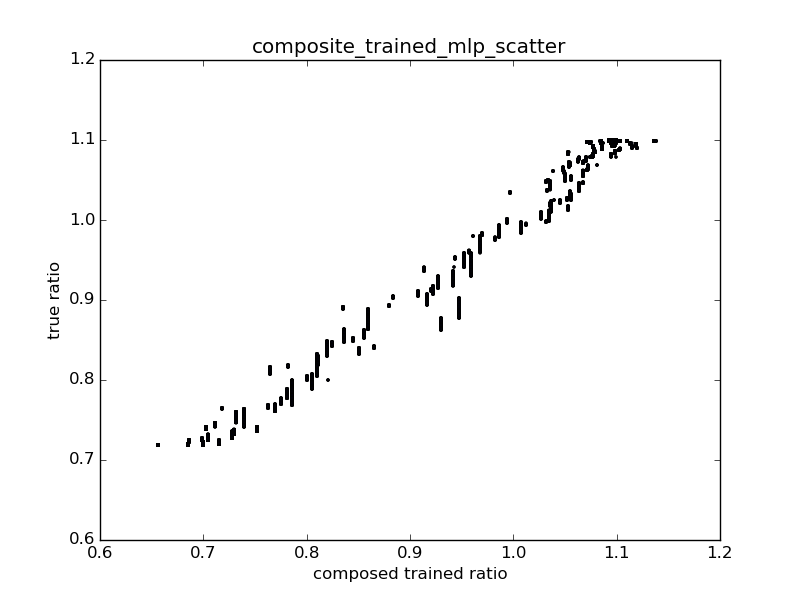 composite_trained_mlp_scatter
1.2
1.1
1.0
0.9
0.8
0.7
0.6
true ratio
0.6 0.7 0.8 0.9 1.0 1.1 1.2
composed trained ratio